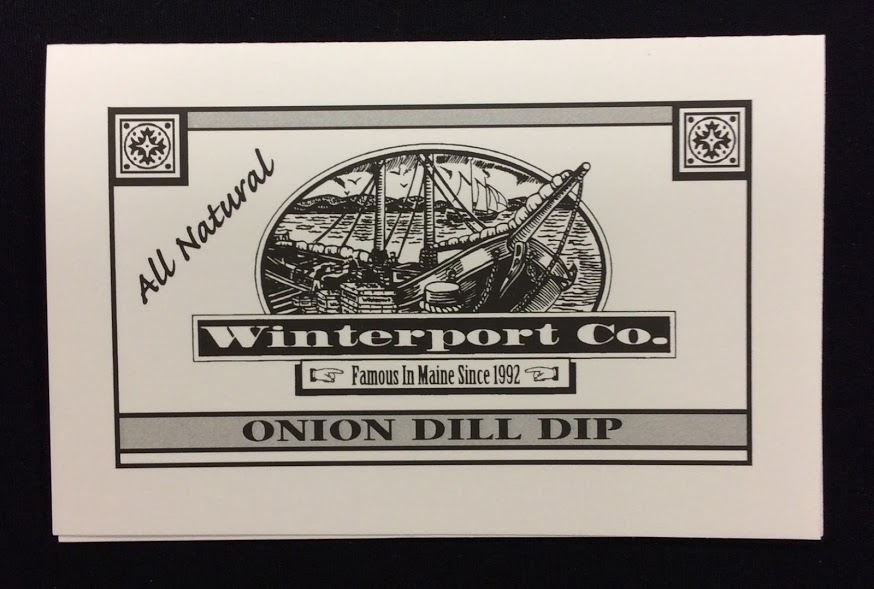 All Natural
Winterport Co.
Famous In Maine Since 1992
ONION DILL DIP